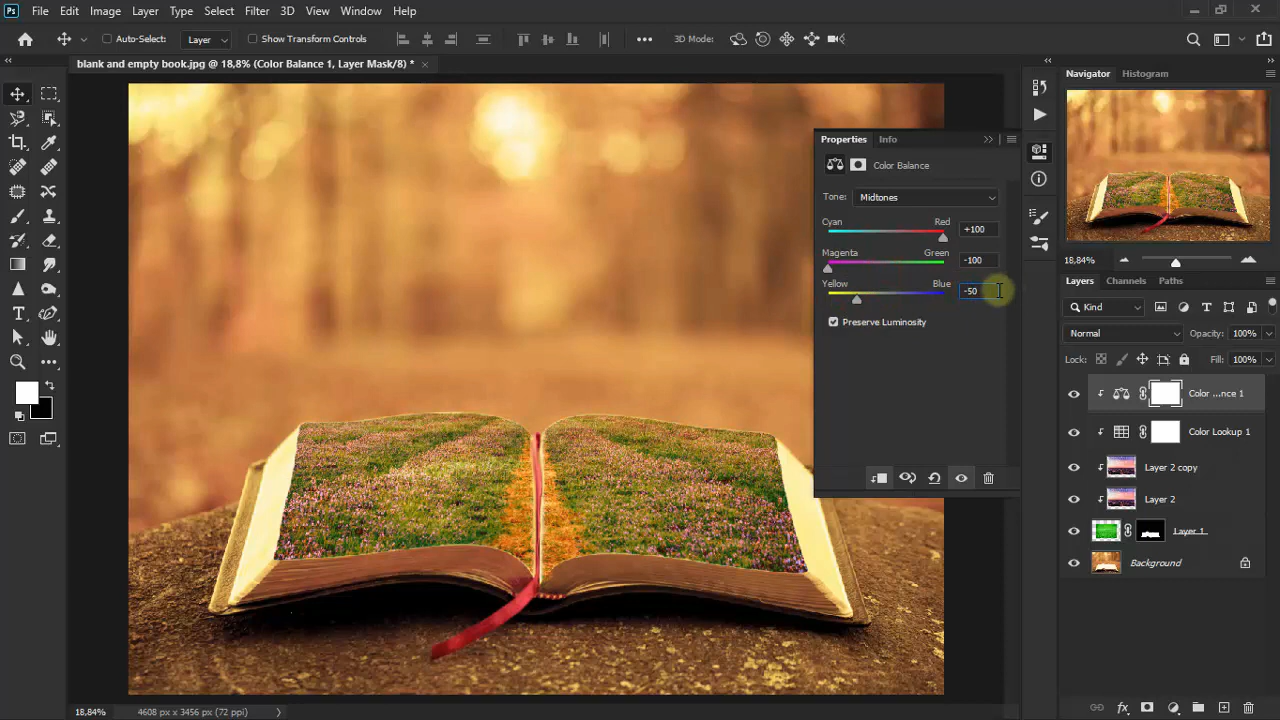 Ps File Edit Image Layer Type Select Filter 3D View Window Help
Auto-Select: Layer Show Transform Controls 3D Mode:
blank and empty book.jpg @ 18,8% (Color Balance 1, Layer Mask/8) * ×
Navigator Histogram
Properties Info
Color Balance
Tone: Midtones
Cyan Red +100
Magenta Green -100
18,84%
Yellow Blue -50
Layers Channels Paths
Kind
Preserve Luminosity
Normal Opacity: 100%
Lock: Fill: 100%
Color ...nce 1
Color Lookup 1
Layer 2 copy
Layer 2
Layer 1
Background
18,84% 4608 px x 3456 px (72 ppi)